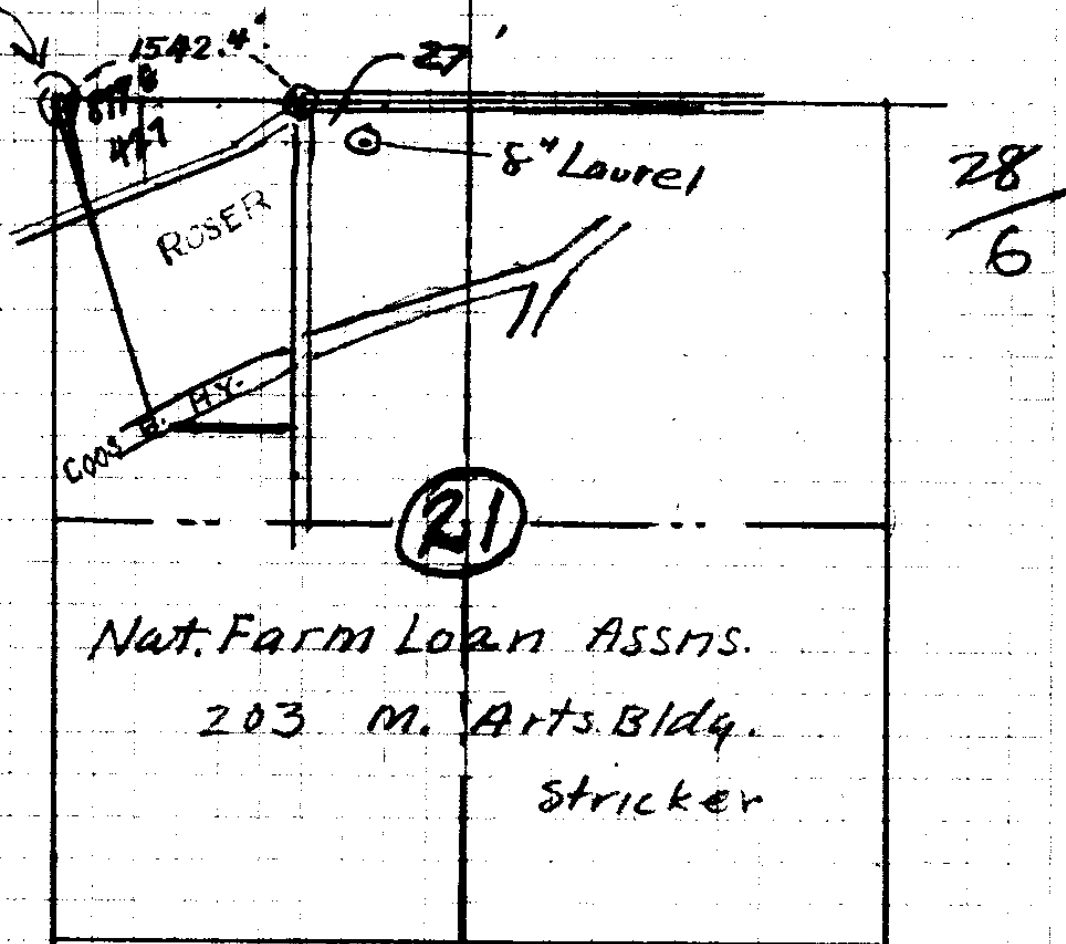 1542.4'
27'
477
8" Laurel
28
6
ROSER
COOS B. HY.
21
Nat. Farm Loan Assns.
203 M. Arts. Bldg.
Stricker